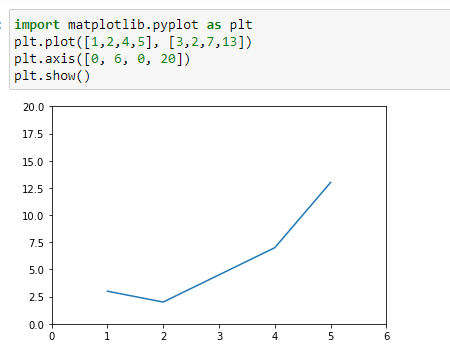 import matplotlib.pyplot as plt
plt.plot([1,2,4,5], [3,2,7,13])
plt.axis([0, 6, 0, 20])
plt.show()
20.0
17.5
15.0
12.5
10.0
7.5
5.0
2.5
0.0
0 1 2 3 4 5 6